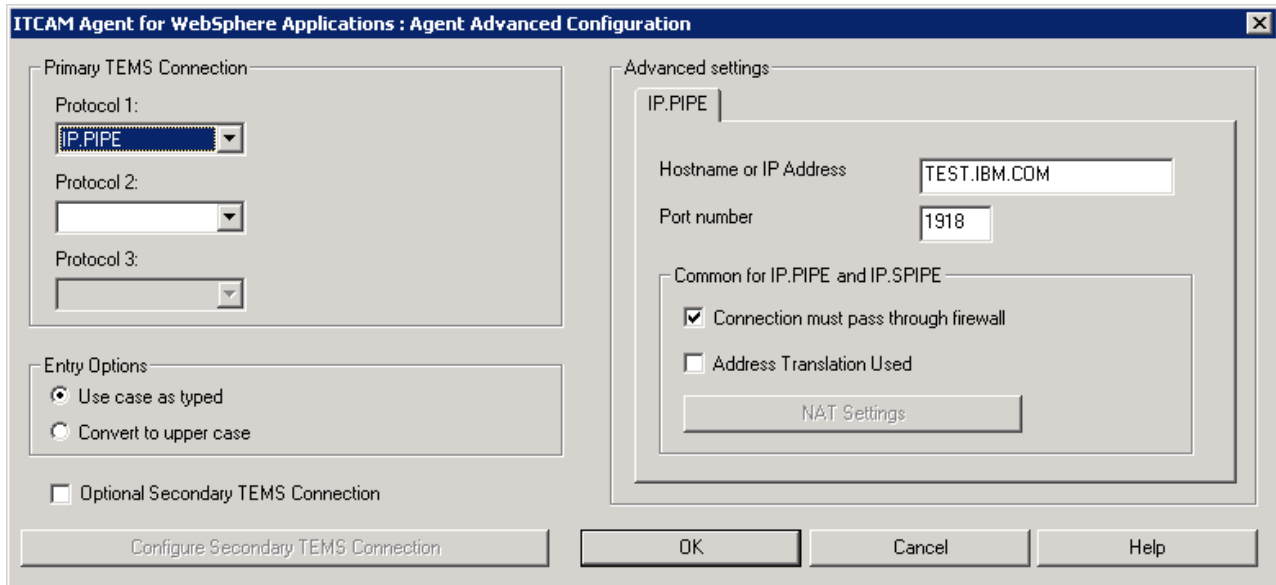 ITCAM Agent for WebSphere Applications : Agent Advanced Configuration
Primary TEMS Connection
Protocol 1:
IP.PIPE
Protocol 2:
Protocol 3:
Entry Options
Use case as typed
Convert to upper case
Optional Secondary TEMS Connection
Configure Secondary TEMS Connection
Advanced settings
IP.PIPE
Hostname or IP Address
TEST.IBM.COM
Port number
1918
Common for IP.PIPE and IP.SPIPE
Connection must pass through firewall
Address Translation Used
NAT Settings
OK
Cancel
Help